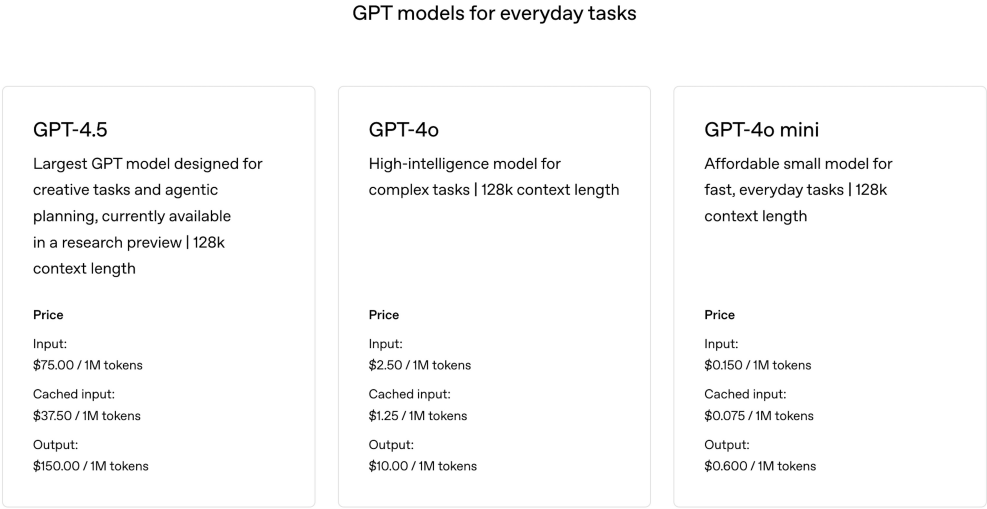 GPT models for everyday tasks
GPT-4.5
Largest GPT model designed for
creative tasks and agentic
planning, currently available
in a research preview | 128k
context length
Price
Input:
$75.00 / 1M tokens
Cached input:
$37.50 / 1M tokens
Output:
$150.00 / 1M tokens
GPT-4o
High-intelligence model for
complex tasks | 128k context length
Price
Input:
$2.50 / 1M tokens
Cached input:
$1.25 / 1M tokens
Output:
$10.00 / 1M tokens
GPT-4o mini
Affordable small model for
fast, everyday tasks | 128k
context length
Price
Input:
$0.150 / 1M tokens
Cached input:
$0.075 / 1M tokens
Output:
$0.600 / 1M tokens